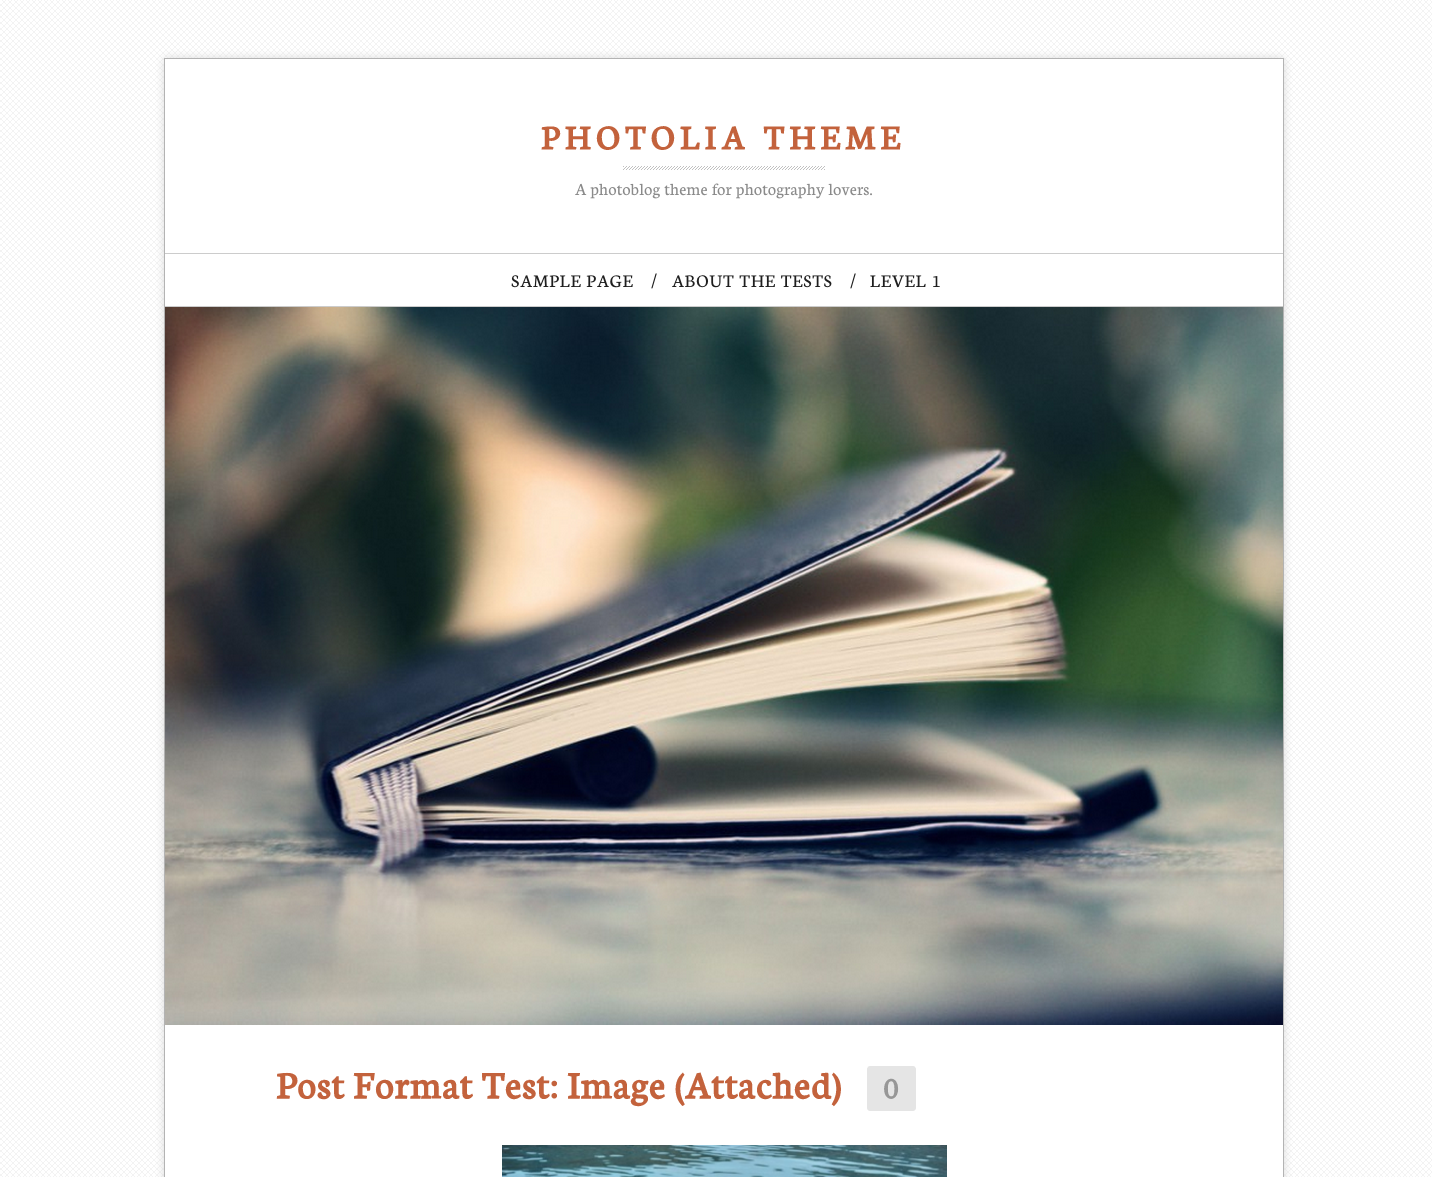 PHOTOLIA THEME
A photoblog theme for photography lovers.
SAMPLE PAGE / ABOUT THE TESTS / LEVEL 1
Post Format Test: Image (Attached) 0